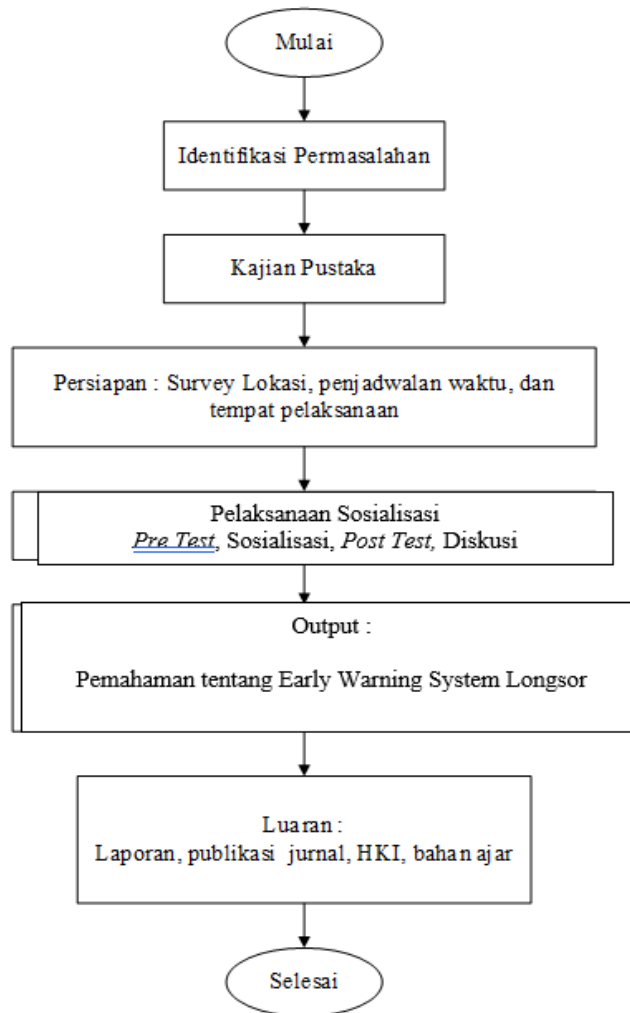 Mulai
Identifikasi Permasalahan
Kajian Pustaka
Persiapan : Survey Lokasi, penjadwalan waktu, dan
tempat pelaksanaan
Pelaksanaan Sosialisasi
Pre Test, Sosialisasi, Post Test, Diskusi
Output :
Pemahaman tentang Early Warning System Longsor
Luaran :
Laporan, publikasi jurnal, HKI, bahan ajar
Selesai